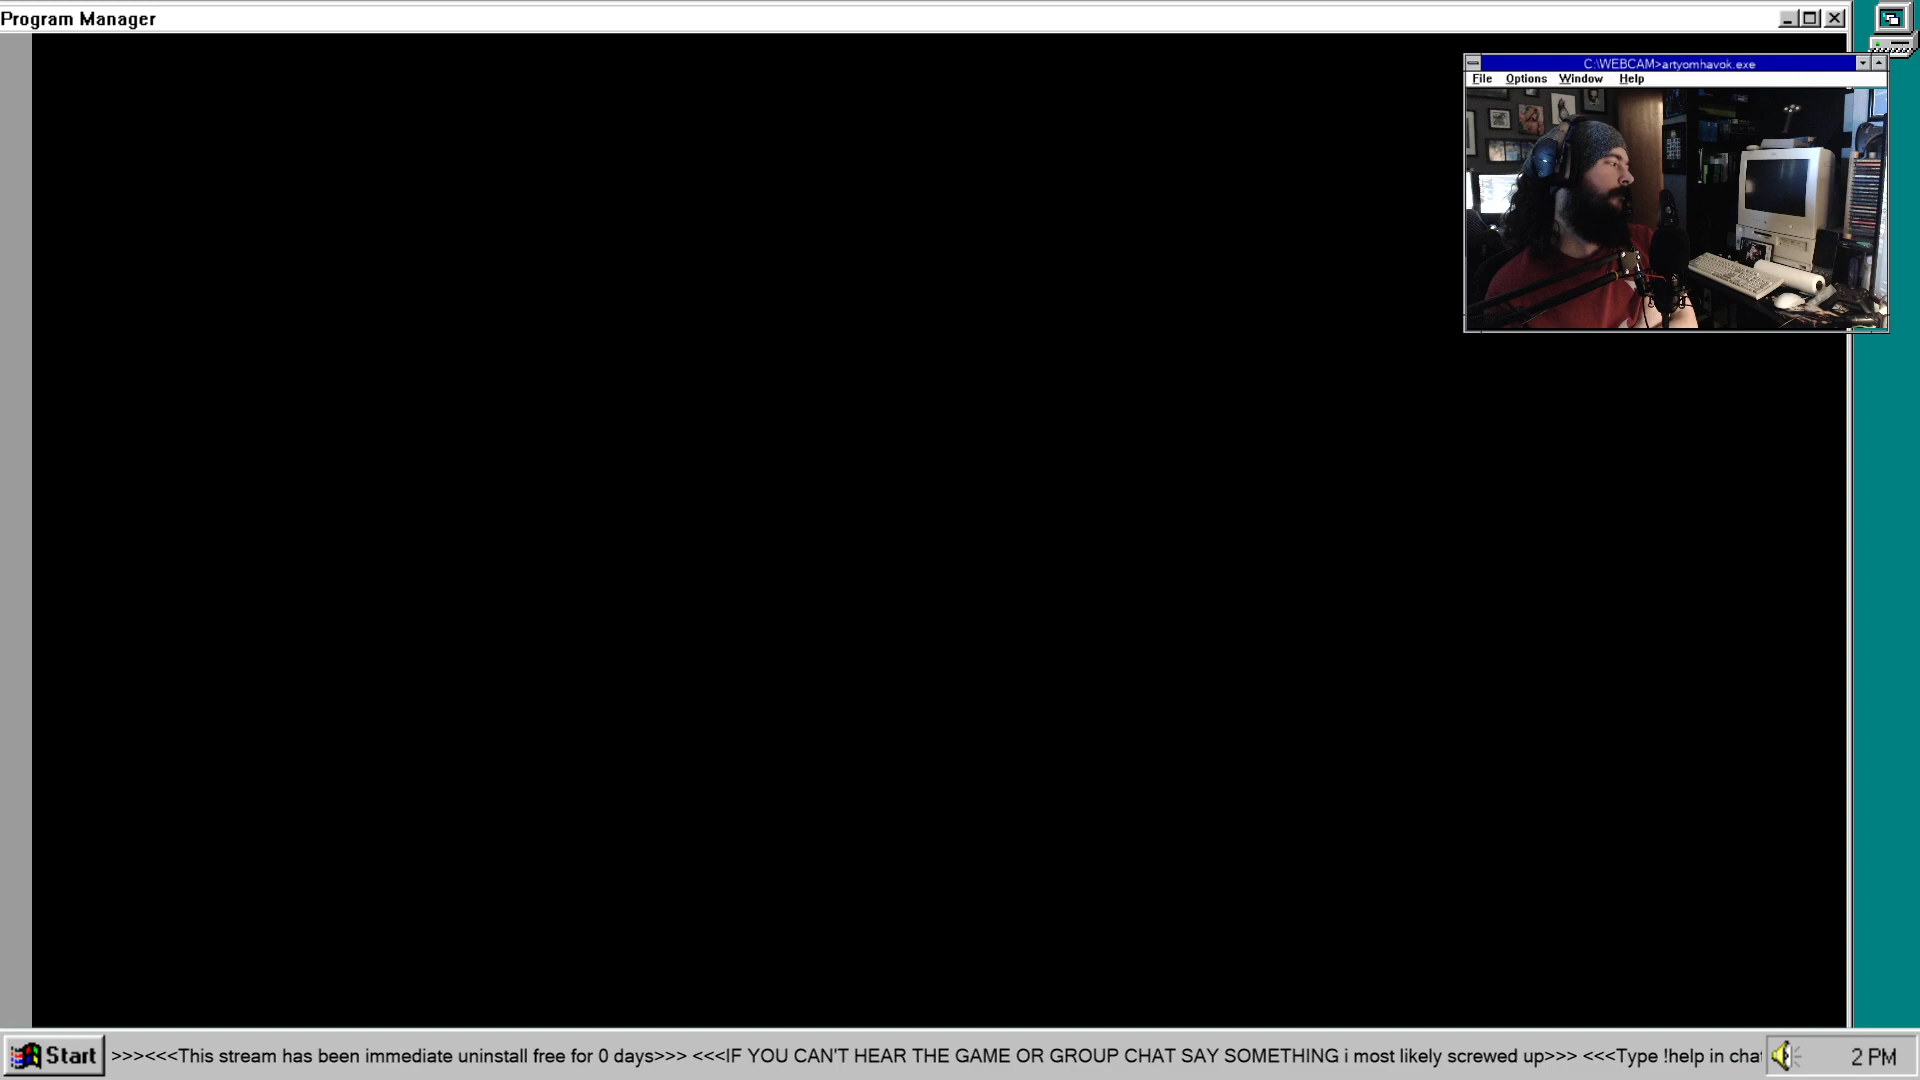 Program Manager
C:\WEBCAM>artyomhavok.exe
File Options Window Help
Start >>><<<This stream has been immediate uninstall free for 0 days>>> <<<IF YOU CAN'T HEAR THE GAME OR GROUP CHAT SAY SOMETHING i most likely screwed up>>> <<<Type !help in chat 2 PM